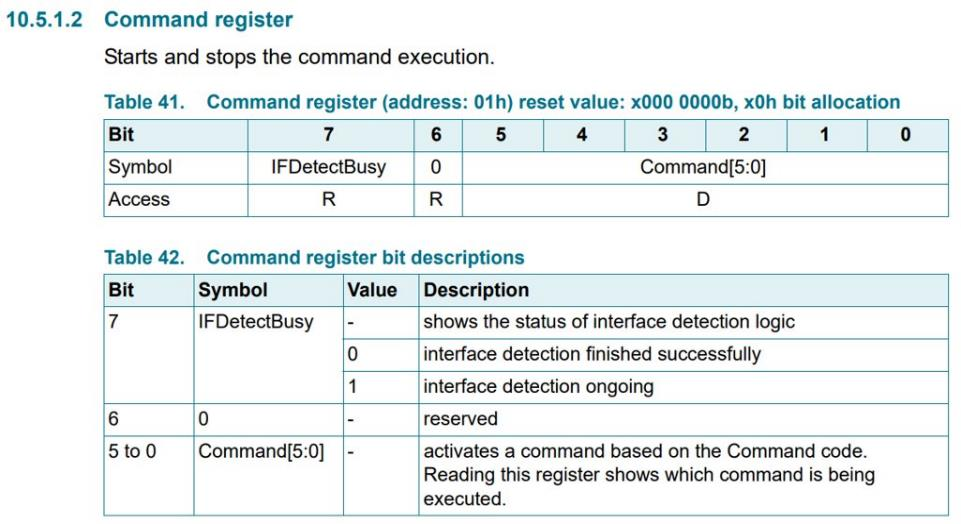 10.5.1.2 Command register
Starts and stops the command execution.
Table 41. Command register (address: 01h) reset value: x000 0000b, x0h bit allocation
Bit 7 6 5 4 3 2 1 0
Symbol IFDetectBusy 0 Command[5:0]
Access R R D
Table 42. Command register bit descriptions
Bit Symbol Value Description
7 IFDetectBusy - shows the status of interface detection logic
0 interface detection finished successfully
1 interface detection ongoing
6 0 - reserved
5 to 0 Command[5:0] - activates a command based on the Command code.
Reading this register shows which command is being
executed.